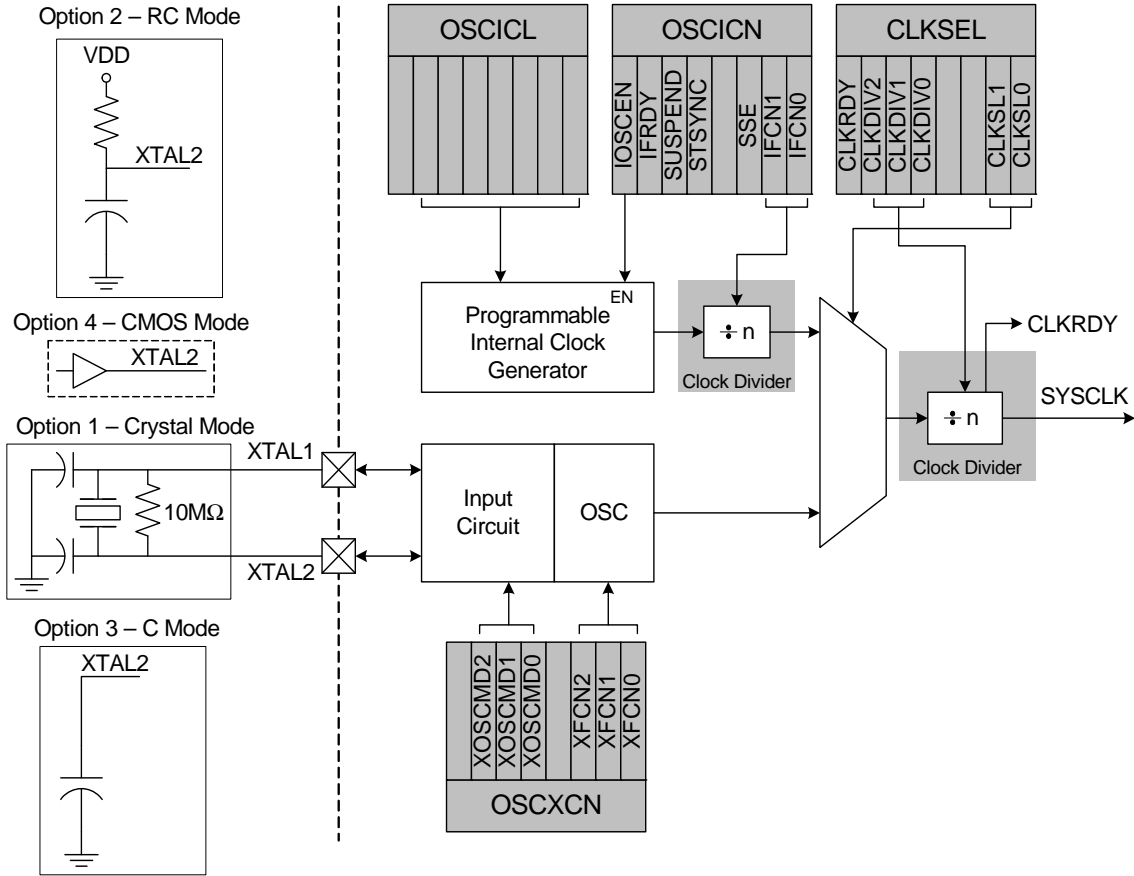 Option 2 – RC Mode
VDD
XTAL2
OSCICL
OSCICN
IOSCEN
IFRDY
SUSPEND
STSYNC
SSE
IFCN1
IFCN0
CLKSEL
CLKRDY
CLKDIV2
CLKDIV1
CLKDIV0
CLKSL1
CLKSL0
Option 4 – CMOS Mode
XTAL2
EN
Programmable
Internal Clock
Generator
÷ n
Clock Divider
CLKRDY
SYSCLK
÷ n
Clock Divider
Option 1 – Crystal Mode
10MΩ
XTAL1
XTAL2
Input
Circuit
OSC
Option 3 – C Mode
XTAL2
XOSCMD2
XOSCMD1
XOSCMD0
XFCN2
XFCN1
XFCN0
OSCXCN